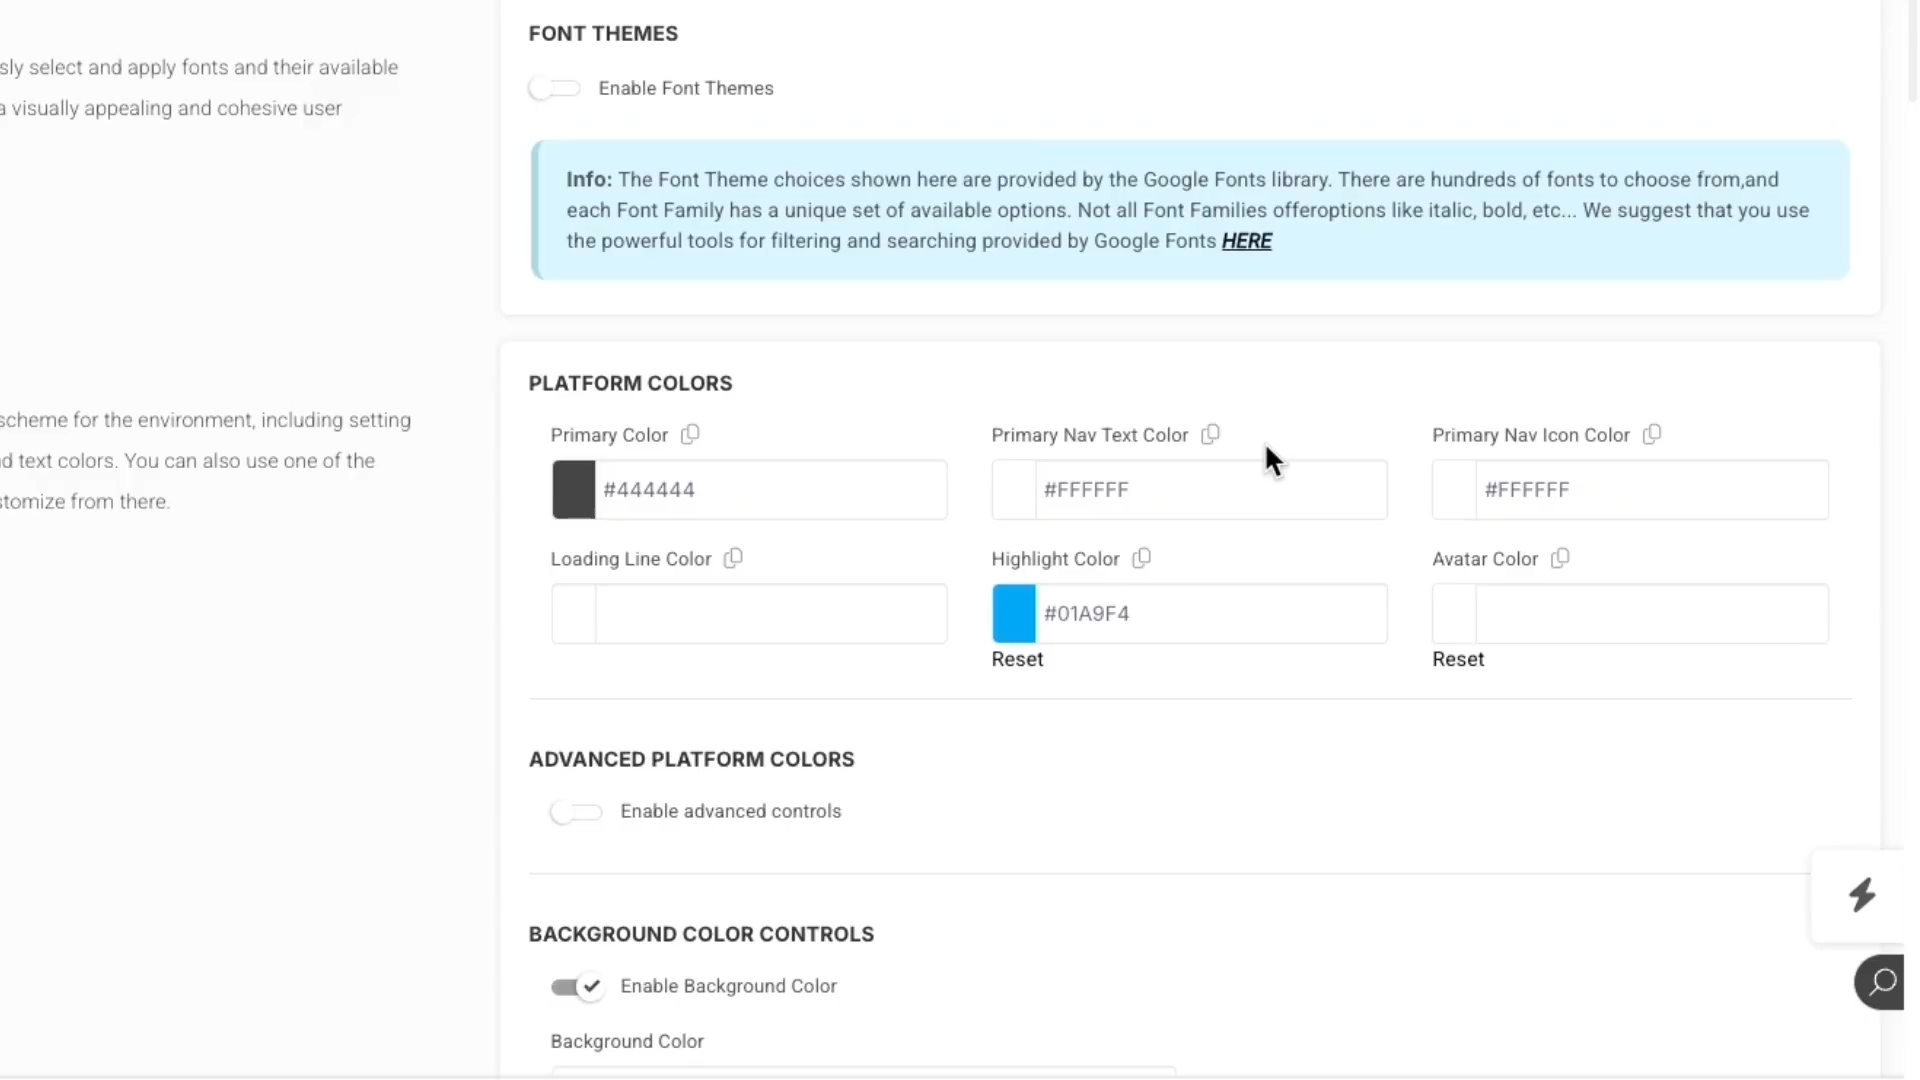 FONT THEMES
sly select and apply fonts and their available
a visually appealing and cohesive user
Enable Font Themes
Info: The Font Theme choices shown here are provided by the Google Fonts library. There are hundreds of fonts to choose from,and
each Font Family has a unique set of available options. Not all Font Families offeroptions like italic, bold, etc... We suggest that you use
the powerful tools for filtering and searching provided by Google Fonts HERE
PLATFORM COLORS
scheme for the environment, including setting
d text colors. You can also use one of the
stomize from there.
Primary Color
Primary Nav Text Color
Primary Nav Icon Color
#444444
#FFFFFF
#FFFFFF
Loading Line Color
Highlight Color
Avatar Color
#01A9F4
Reset
Reset
ADVANCED PLATFORM COLORS
Enable advanced controls
BACKGROUND COLOR CONTROLS
Enable Background Color
Background Color